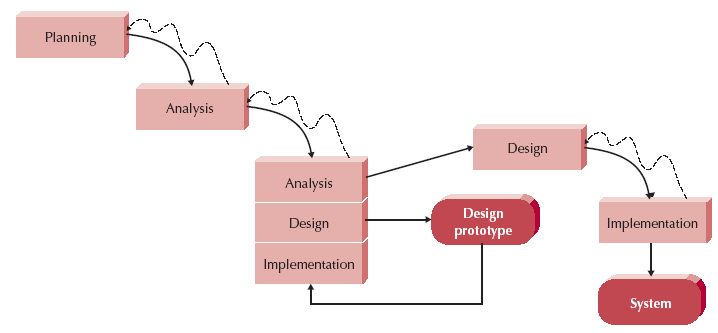 Planning
Analysis
Analysis
Design
Implementation
Design
prototype
Design
Implementation
System